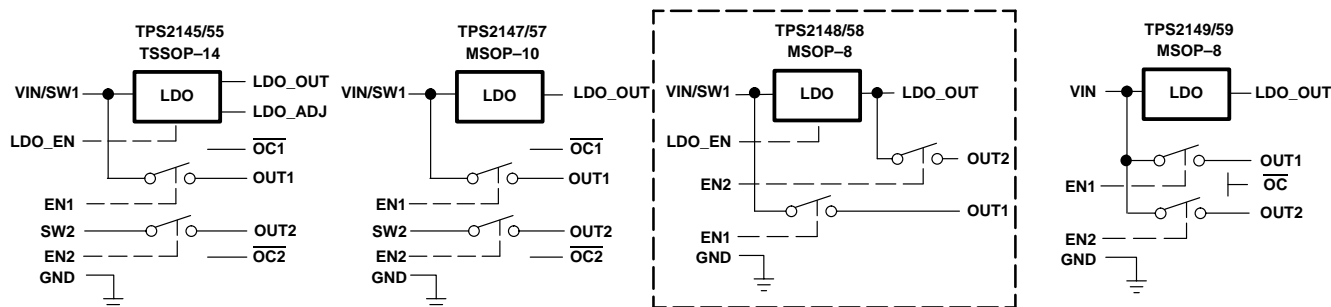 TPS2145/55
TSSOP–14
VIN/SW1
LDO
LDO_OUT
LDO_ADJ
LDO_EN
OC1
OUT1
EN1
SW2
OUT2
EN2
OC2
GND
TPS2147/57
MSOP–10
VIN/SW1
LDO
LDO_OUT
OC1
OUT1
EN1
SW2
OUT2
EN2
OC2
GND
TPS2148/58
MSOP–8
VIN/SW1
LDO
LDO_OUT
LDO_EN
OUT2
EN2
OUT1
EN1
GND
TPS2149/59
MSOP–8
VIN
LDO
LDO_OUT
OUT1
EN1
OC
OUT2
EN2
GND